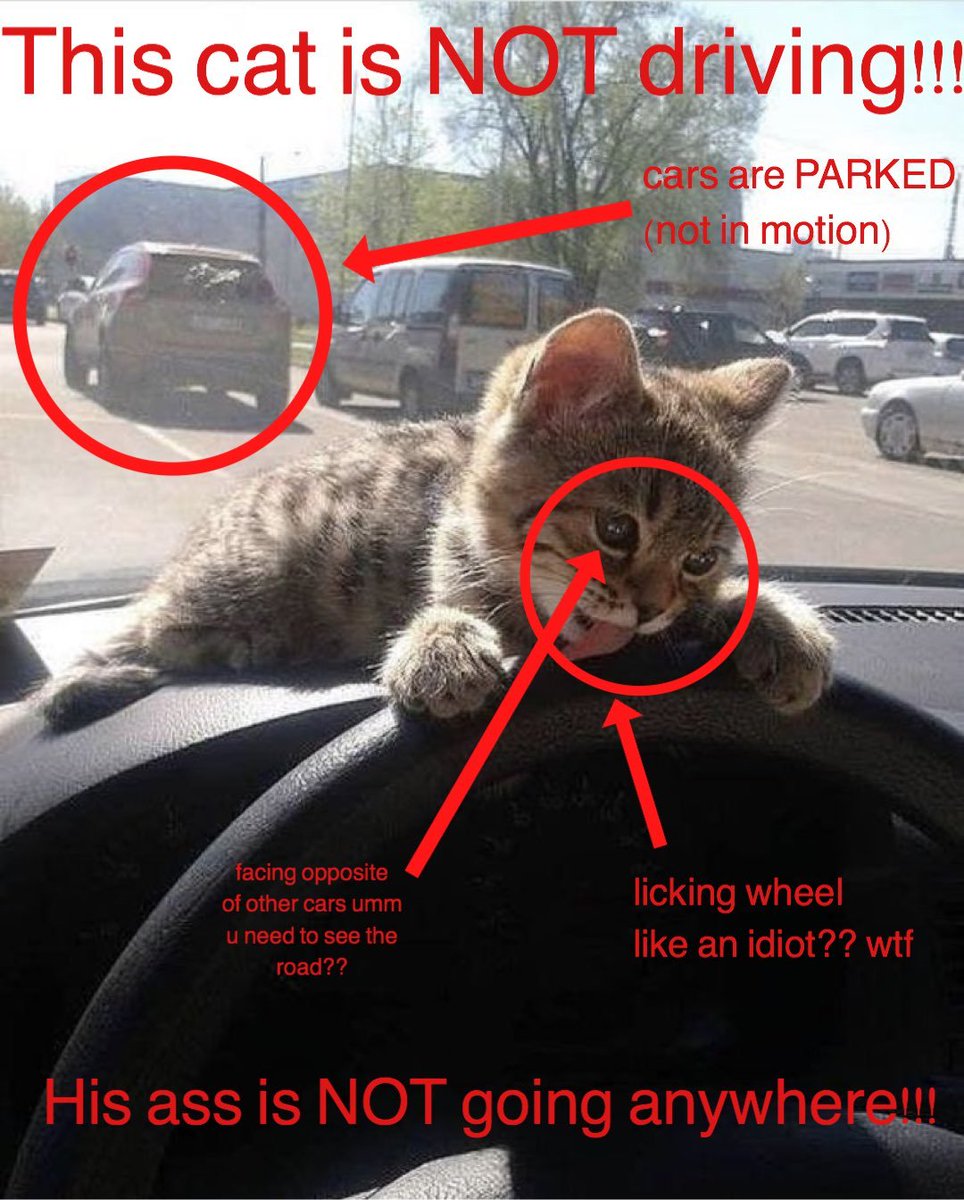 This cat is NOT driving!!!
cars are PARKED
(not in motion)
facing opposite
of other cars umm
u need to see the
road??
licking wheel
like an idiot?? wtf
His ass is NOT going anywhere!!!